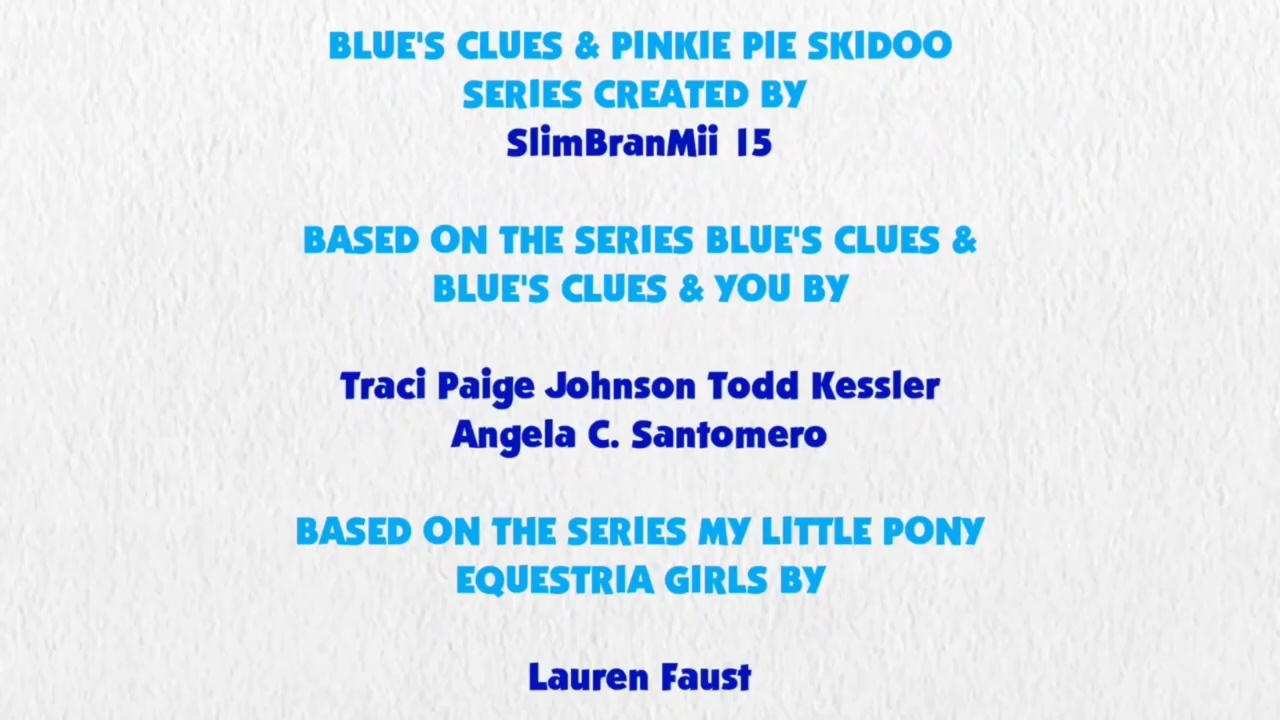 BLUE'S CLUES & PINKIE PIE SKIDOO
SERIES CREATED BY
SlimBranMii 15
BASED ON THE SERIES BLUE'S CLUES &
BLUE'S CLUES & YOU BY
Traci Paige Johnson Todd Kessler
Angela C. Santomero
BASED ON THE SERIES MY LITTLE PONY
EQUESTRIA GIRLS BY
Lauren Faust